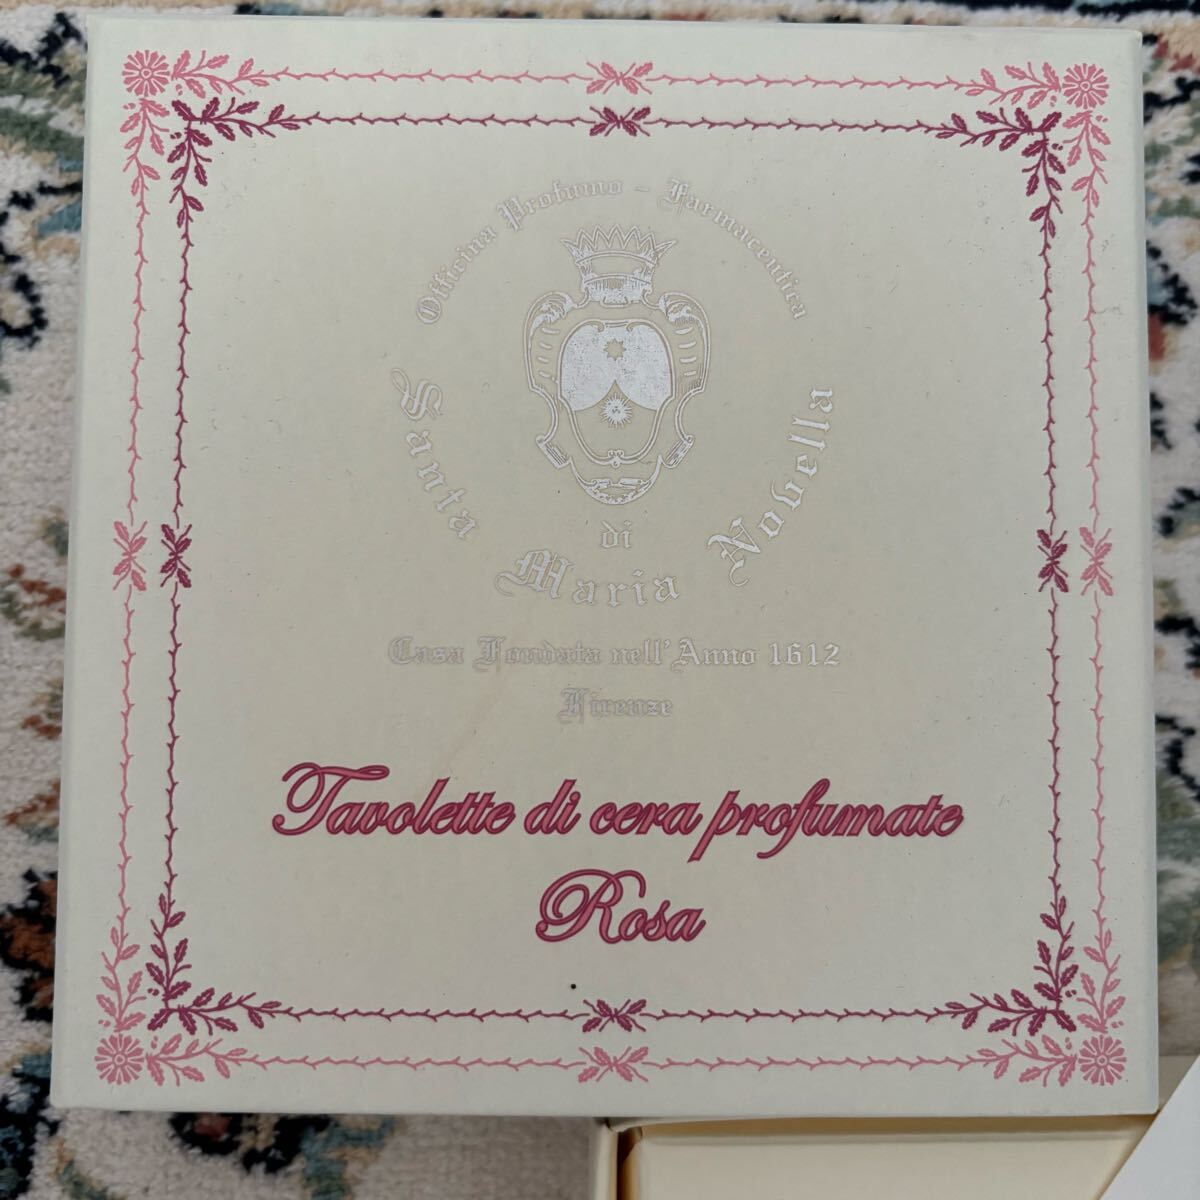 Officina Profumo - Farmaceutica
di
Santa Maria Novella
Casa Fondata nell'Anno 1612
Firenze
Tavolette di cera profumate
Rosa